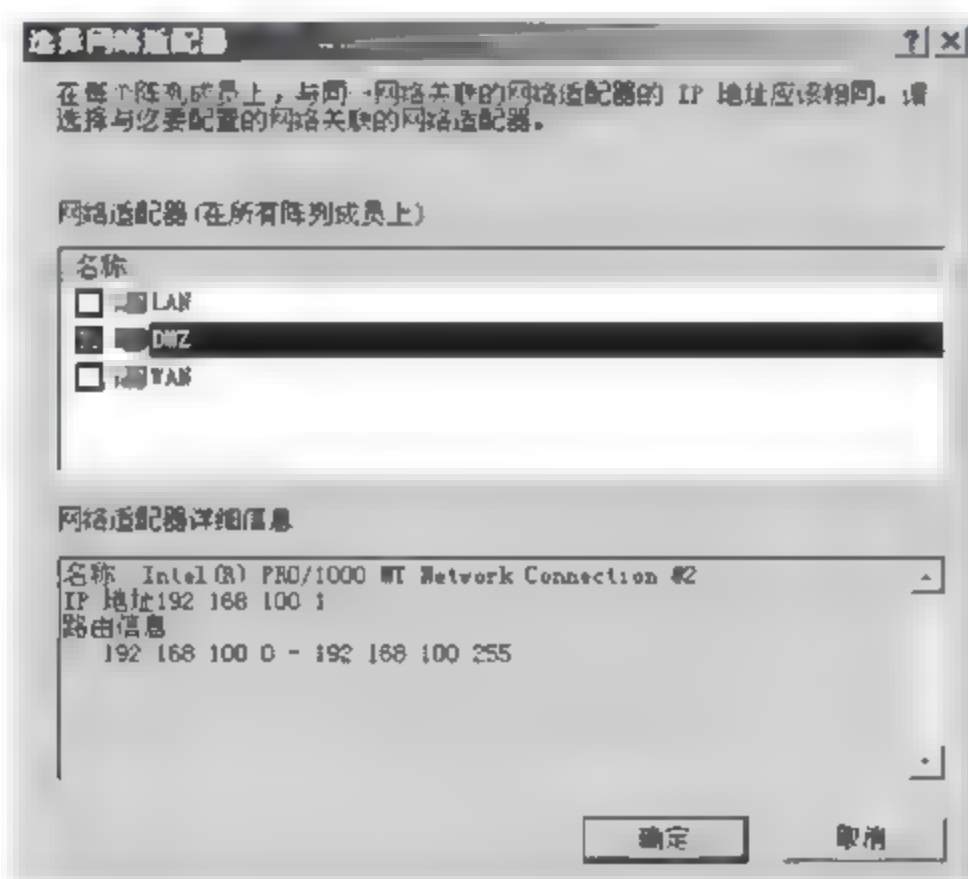 选择网络适配器
在每个阵列成员上，与同一网络关联的网络适配器的 IP 地址应该相同。请
选择与您要配置的网络关联的网络适配器。
网络适配器(在所有阵列成员上)
名称
LAN
DMZ
WAN
网络适配器详细信息
名称 Intel(R) PRO/1000 MT Network Connection #2
IP 地址192 168 100 1
路由信息
192 168 100 0 - 192 168 100 255
确定
取消